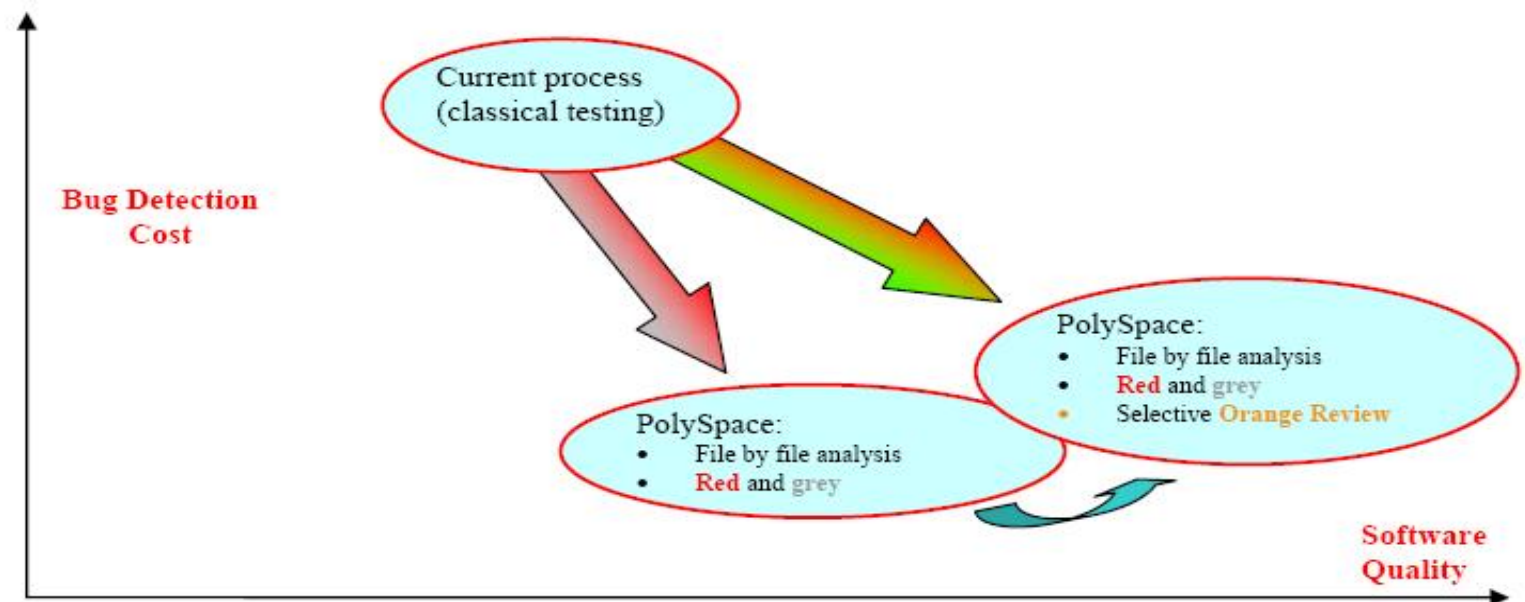 Current process
(classical testing)
Bug Detection
Cost
PolySpace:
• File by file analysis
• Red and grey
• Selective Orange Review
PolySpace:
• File by file analysis
• Red and grey
Software
Quality